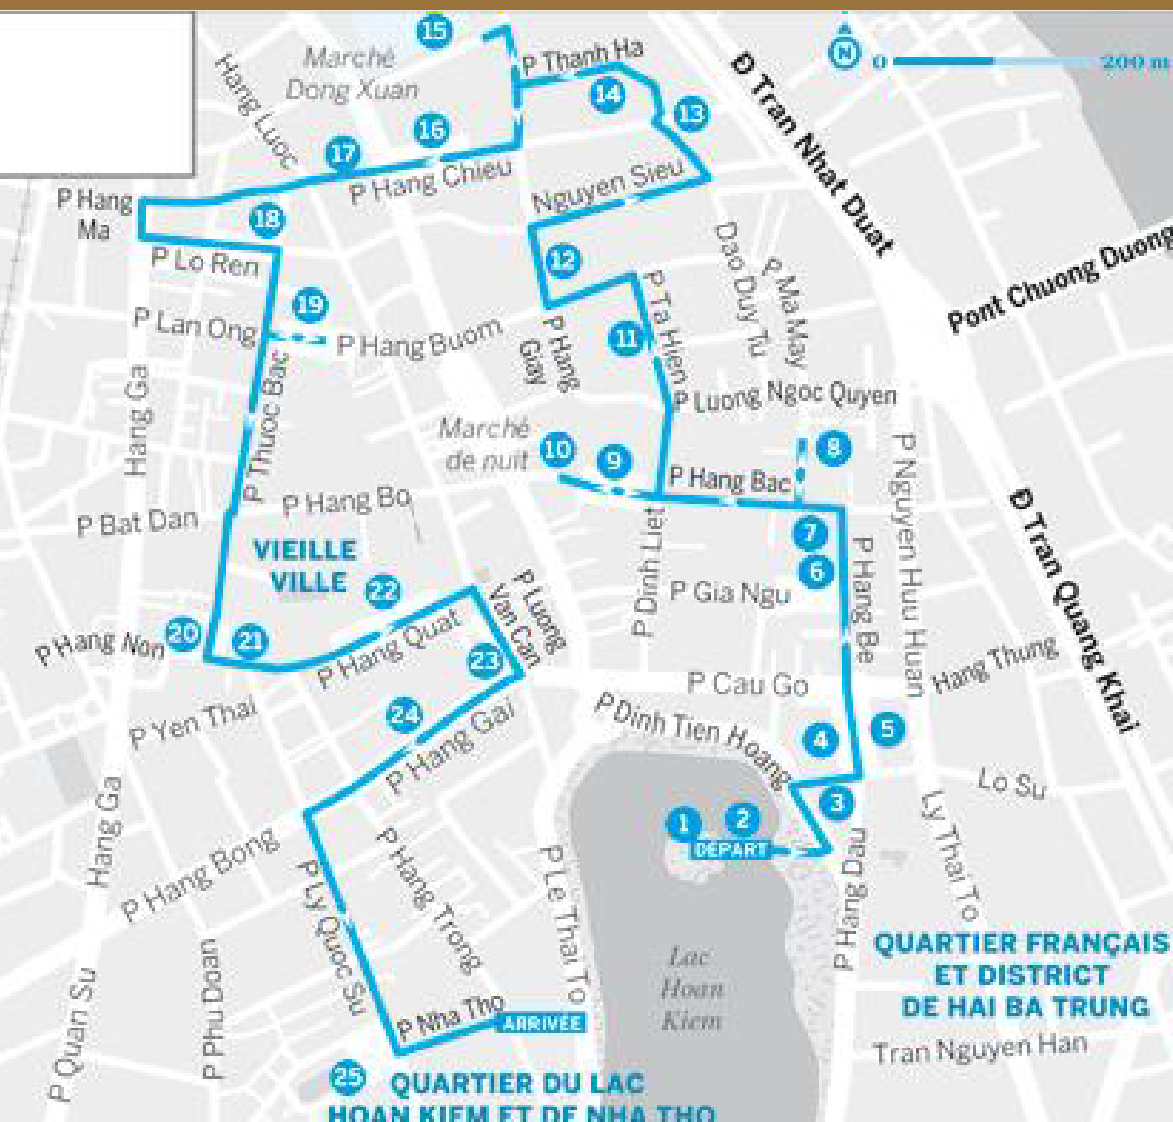 15
P Thanh Ha
N
0
200 m
Marché
Dong Xuan
Hang Luoc
14
13
Đ Tran Nhat Duat
16
17
P Hang Chieu
Nguyen Sieu
P Hang
Ma
18
P Lo Ren
12
Dao Duy Tu
P Ma May
Pont Chuong Duong
19
P Lan Ong
P Hang Buom
P Hang
Giay
11
P Ta Hien
P Luong Ngoc Quyen
Hang Ga
P Thuoc Bac
Marché
de nuit
10
9
8
P Hang Bac
P Nguyen Huu Huan
P Hang Bo
P Bat Dan
Đ Tran Quang Khai
VIEILLE
VILLE
22
P Dinh Liet
7
6
P Gia Ngu
P Hang Be
P Luong
Van Can
P Hang Non
20
21
P Hang Quat
23
P Cau Go
Hang Thung
P Yen Thai
24
P Hang Gai
P Dinh Tien Hoang
4
5
Lo Su
Hang Ga
1
2
3
DÉPART
Ly Thai To
P Hang Bong
P Hang Trong
P Ly Quoc Su
P Le Thai To
P Hang Dau
Lac
Hoan
Kiem
QUARTIER FRANÇAIS
ET DISTRICT
DE HAI BA TRUNG
P Quan Su
P Phu Doan
P Nha Tho
ARRIVÉE
Tran Nguyen Han
25
QUARTIER DU LAC
HOAN KIEM ET DE NHA THO